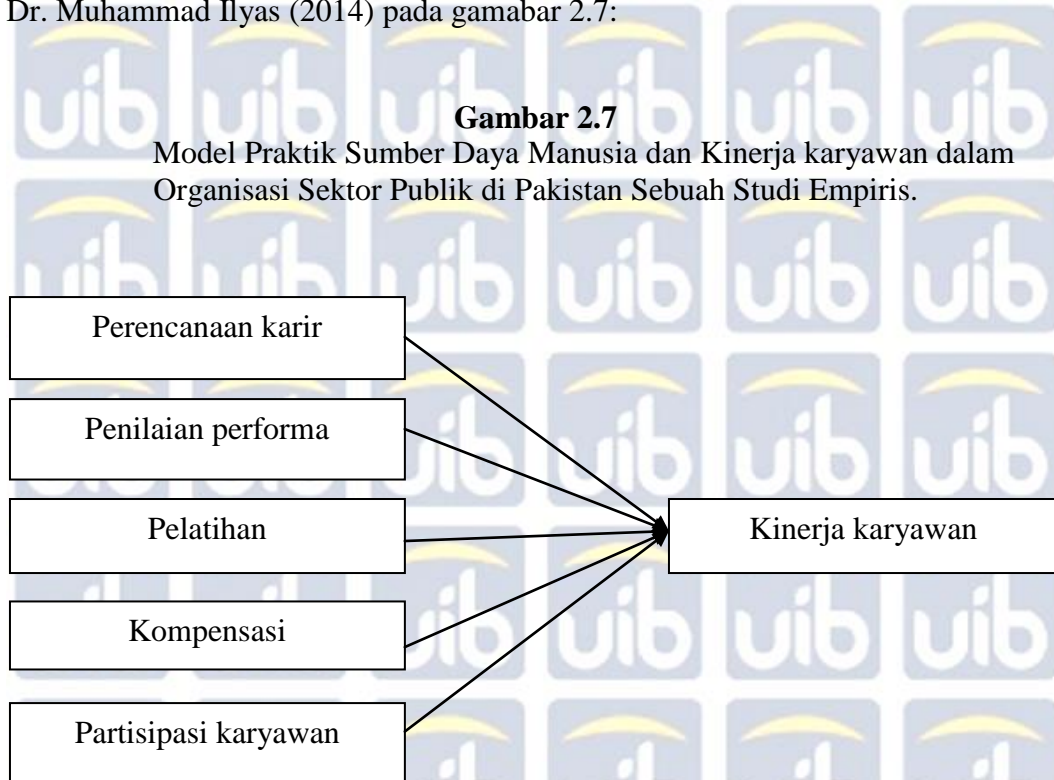 Dr. Muhammad Ilyas (2014) pada gamabar 2.7:
Gambar 2.7
Model Praktik Sumber Daya Manusia dan Kinerja karyawan dalam
Organisasi Sektor Publik di Pakistan Sebuah Studi Empiris.
Perencanaan karir
Penilaian performa
Pelatihan
Kinerja karyawan
Kompensasi
Partisipasi karyawan